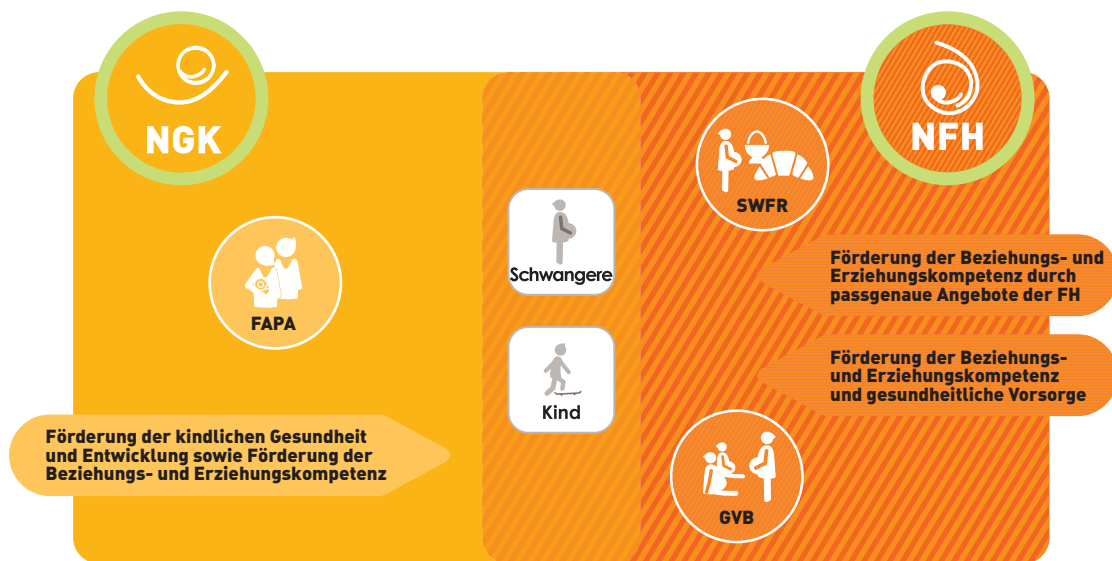 NGK
NFH
SWFR
FAPA
Schwangere
Förderung der Beziehungs- und
Erziehungskompetenz durch
passgenaue Angebote der FH
Kind
Förderung der Beziehungs-
und Erziehungskompetenz
und gesundheitliche Vorsorge
Förderung der kindlichen Gesundheit
und Entwicklung sowie Förderung der
Beziehungs- und Erziehungskompetenz
GVB